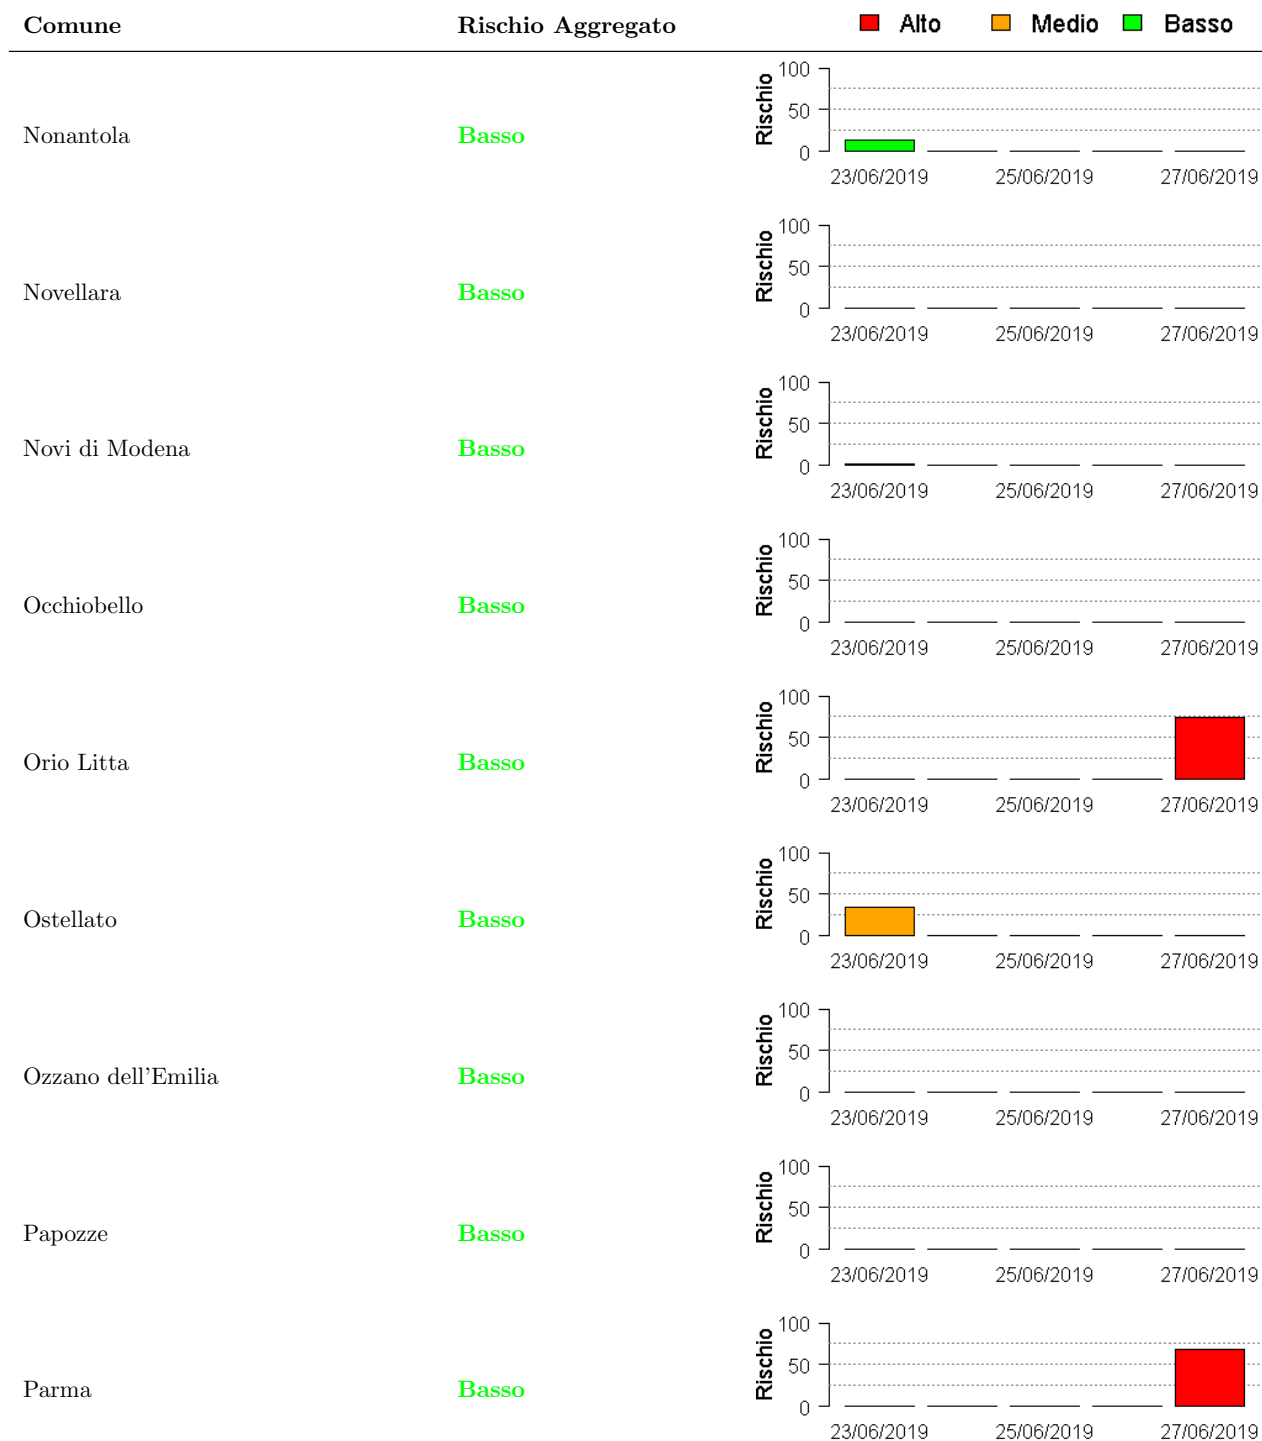 Comune Rischio Aggregato Alto Medio Basso
Nonantola Basso Rischio 100 50 0
23/06/2019 25/06/2019 27/06/2019
Novellara Basso Rischio 100 50 0
23/06/2019 25/06/2019 27/06/2019
Novi di Modena Basso Rischio 100 50 0
23/06/2019 25/06/2019 27/06/2019
Occhiobello Basso Rischio 100 50 0
23/06/2019 25/06/2019 27/06/2019
Orio Litta Basso Rischio 100 50 0
23/06/2019 25/06/2019 27/06/2019
Ostellato Basso Rischio 100 50 0
23/06/2019 25/06/2019 27/06/2019
Ozzano dell'Emilia Basso Rischio 100 50 0
23/06/2019 25/06/2019 27/06/2019
Papozze Basso Rischio 100 50 0
23/06/2019 25/06/2019 27/06/2019
Parma Basso Rischio 100 50 0
23/06/2019 25/06/2019 27/06/2019